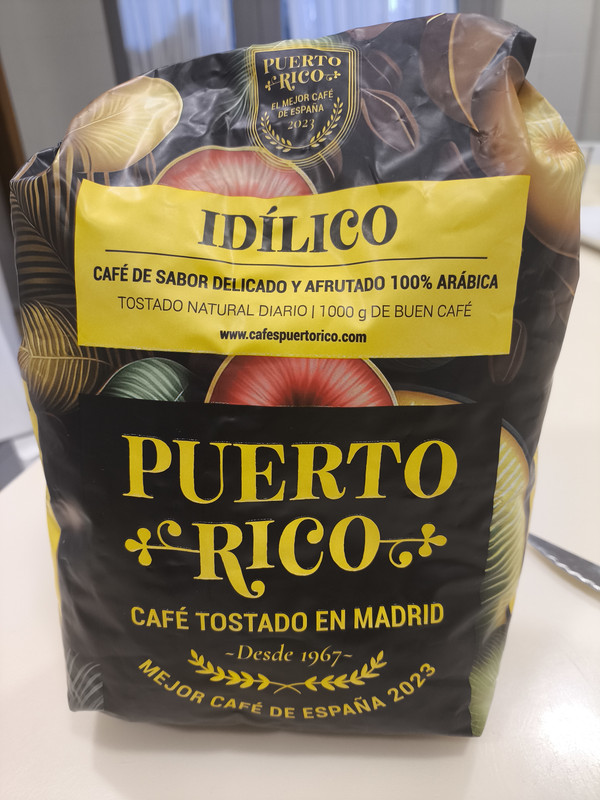 PUERTO
RICO
EL MEJOR CAFÉ
DE ESPAÑA
2023
IDÍLICO
CAFÉ DE SABOR DELICADO Y AFRUTADO 100% ARÁBICA
TOSTADO NATURAL DIARIO | 1000 g DE BUEN CAFÉ
www.cafespuertorico.com
PUERTO
RICO
CAFÉ TOSTADO EN MADRID
~Desde 1967~
MEJOR CAFÉ DE ESPAÑA 2023